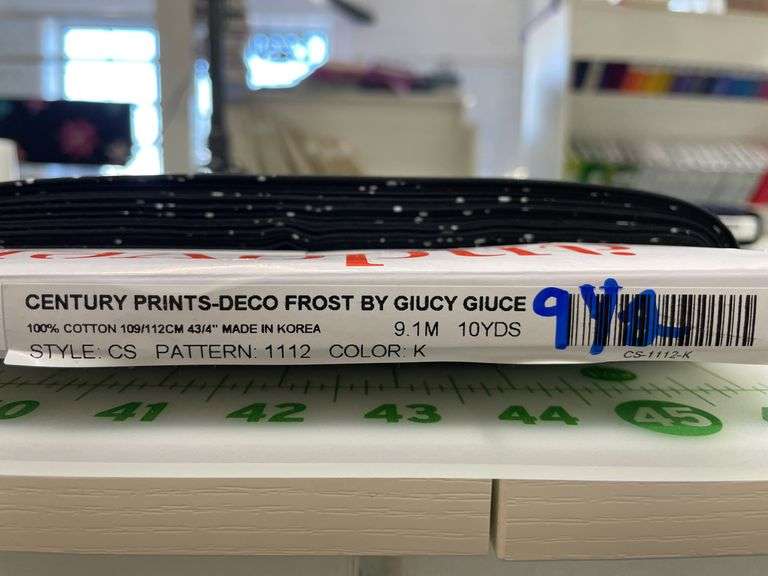 CENTURY PRINTS-DECO FROST BY GIUCY GIUCE
100% COTTON 109/112CM 43/4" MADE IN KOREA 9.1M 10YDS
STYLE: CS PATTERN: 1112 COLOR: K
CS-1112-K
41 42 43 44 45